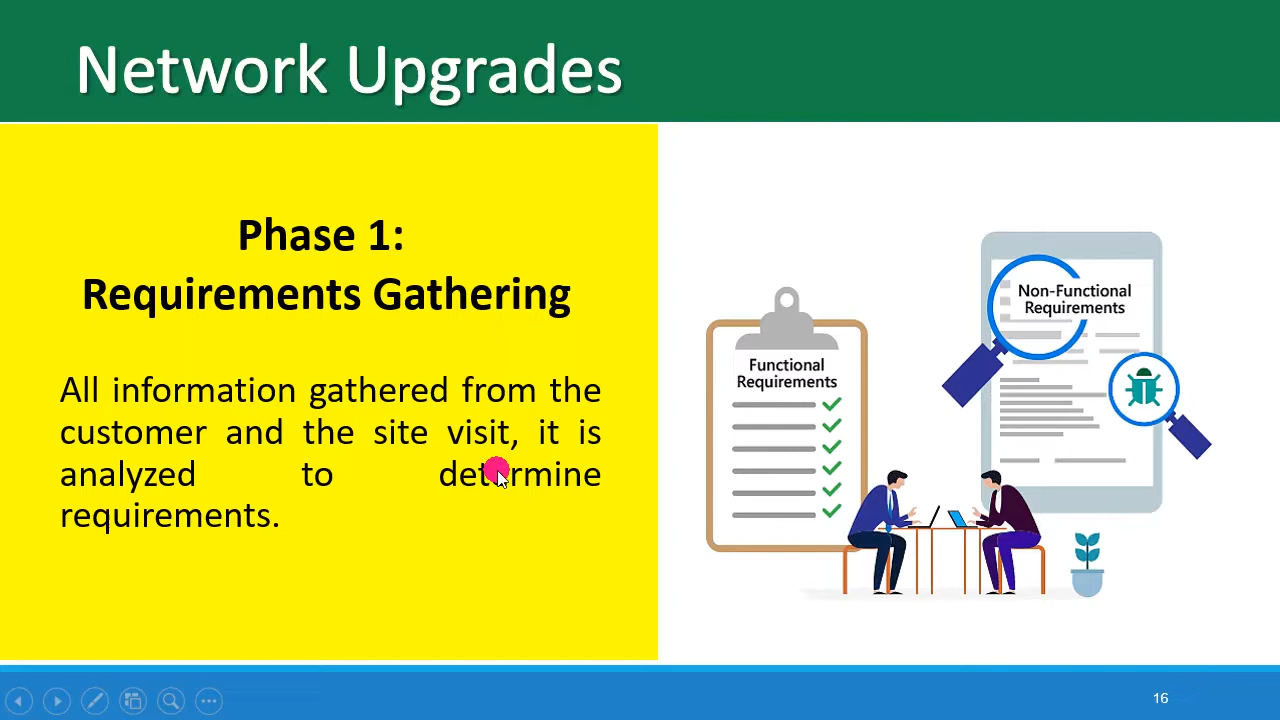 Network Upgrades
Phase 1:
Requirements Gathering
All information gathered from the
customer and the site visit, it is
analyzed to determine
requirements.
Functional
Requirements
Non-Functional
Requirements
16